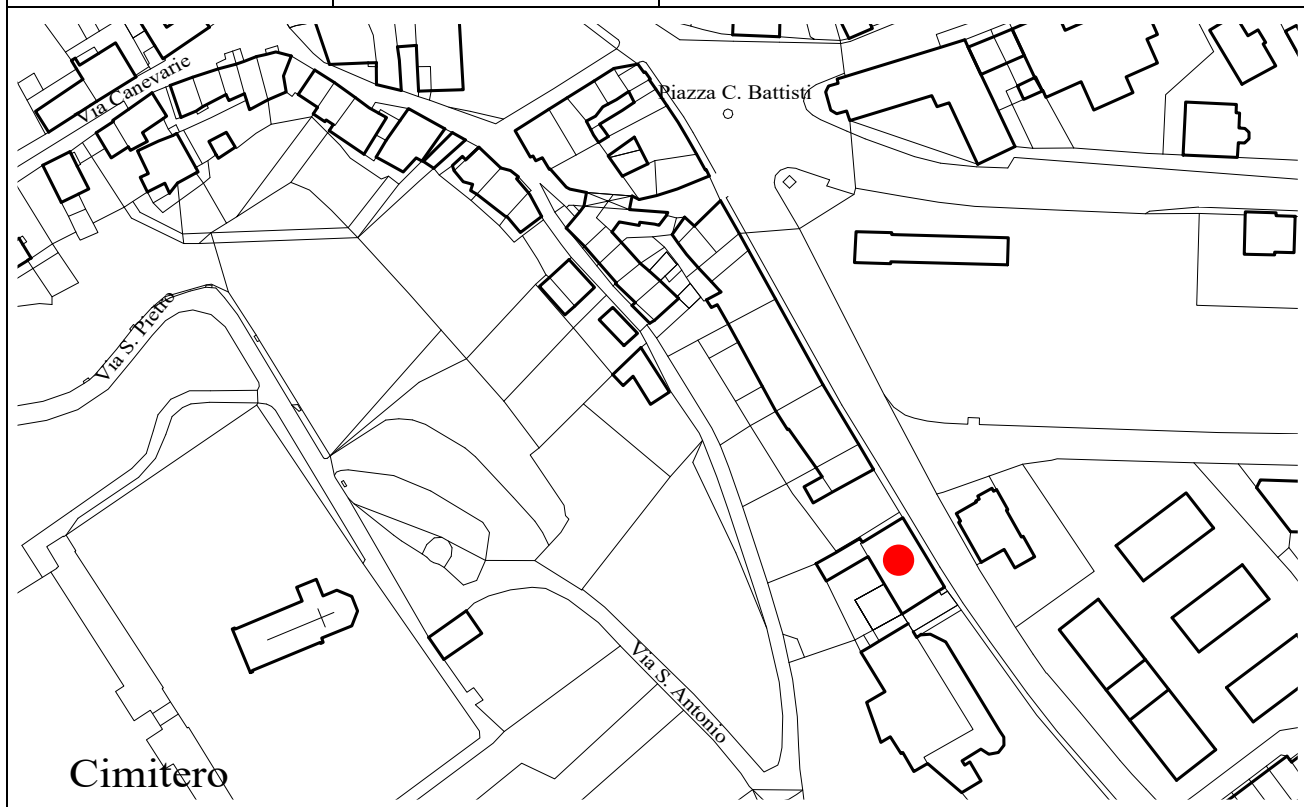 Via Canevarie
Piazza C. Battisti
Via S. Pietro
Via S. Antonio
Cimitero